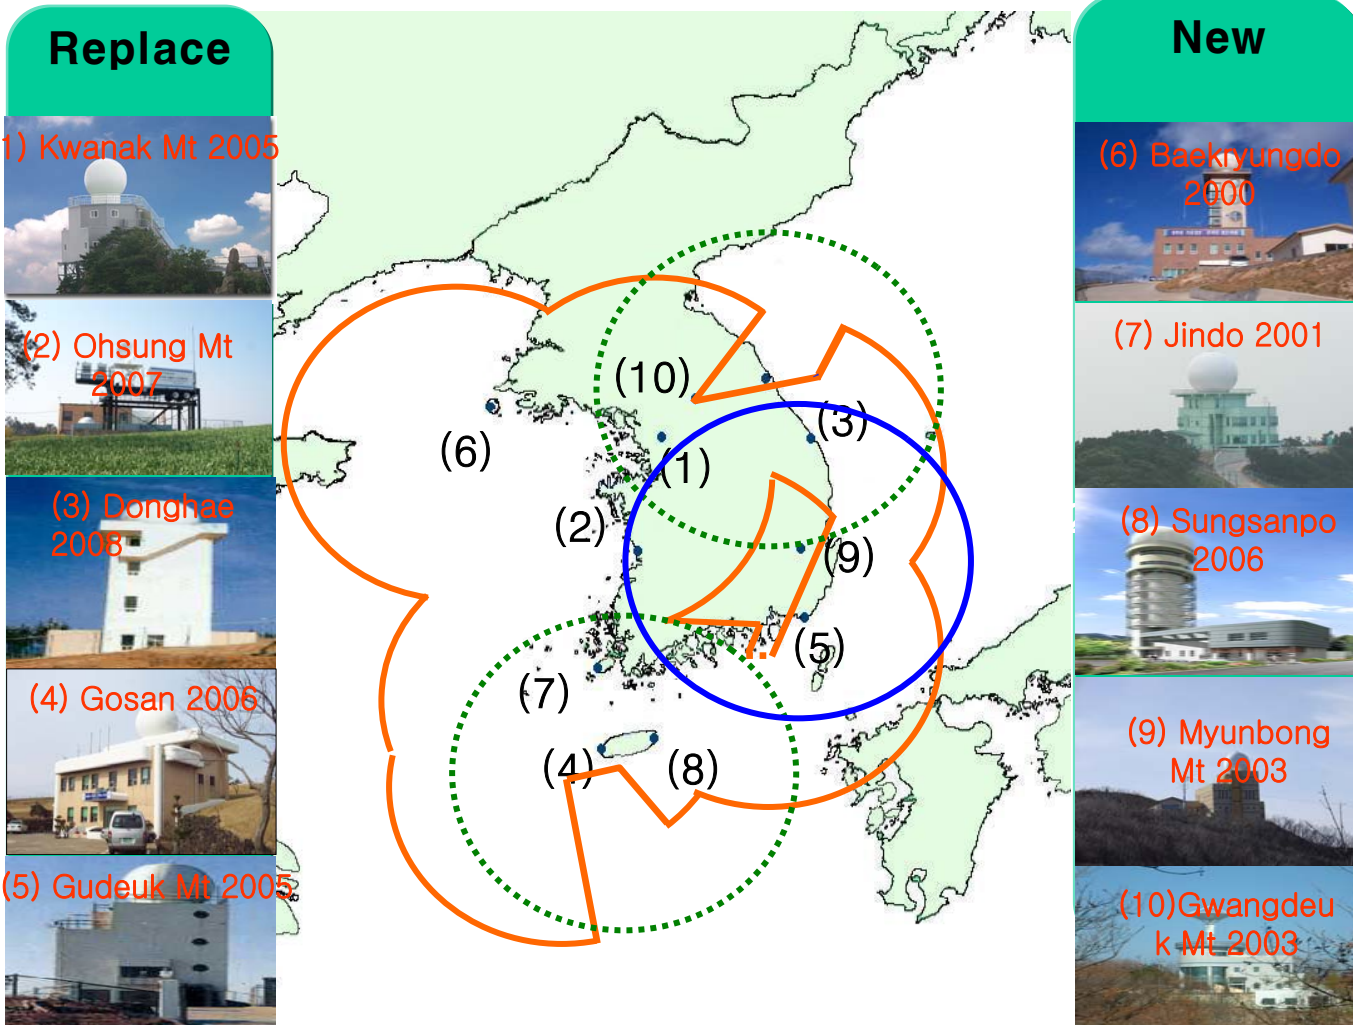 Replace
1) Kwanak Mt 2005
(2) Ohsung Mt
2007
(3) Donghae
2008
(4) Gosan 2006
(5) Gudeuk Mt 2005
(10)
(3)
(6)
(1)
(2)
(9)
(5)
(7)
(4)
(8)
New
(6) Baekryungdo
2000
(7) Jindo 2001
(8) Sungsanpo
2006
(9) Myunbong
Mt 2003
(10)Gwangdeu
k Mt 2003